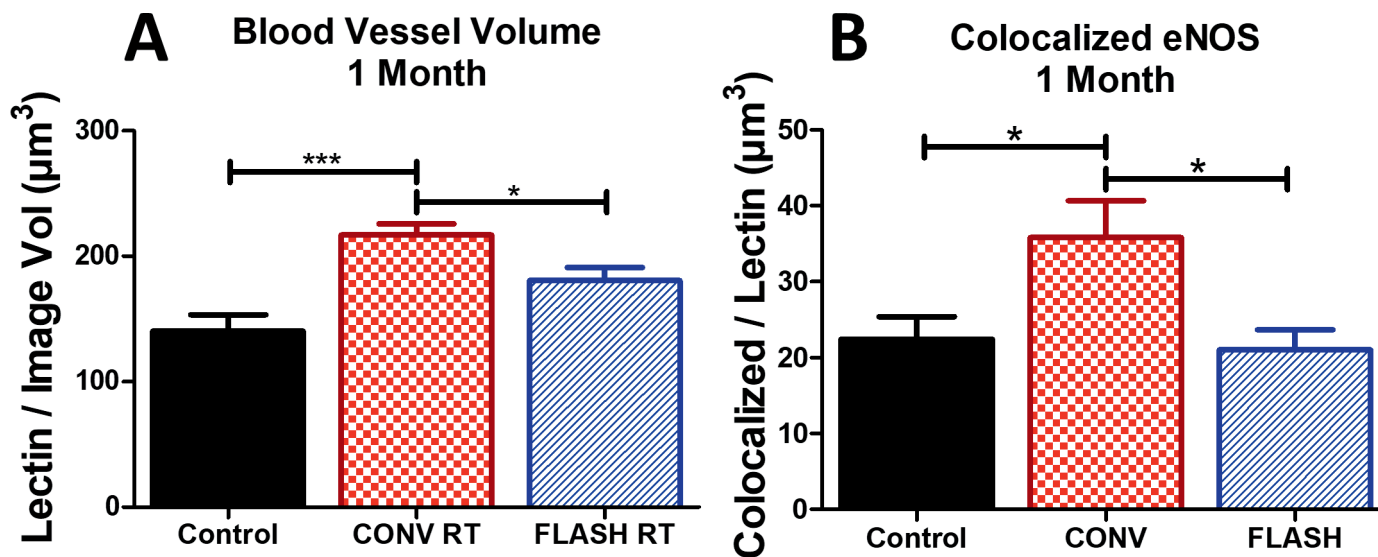 A
Blood Vessel Volume
1 Month
Lectin / Image Vol (µm³)
300
200
100
0
***
*
Control
CONV RT
FLASH RT
B
Colocalized eNOS
1 Month
Colocalized / Lectin (µm³)
50
40
30
20
10
0
*
*
Control
CONV
FLASH